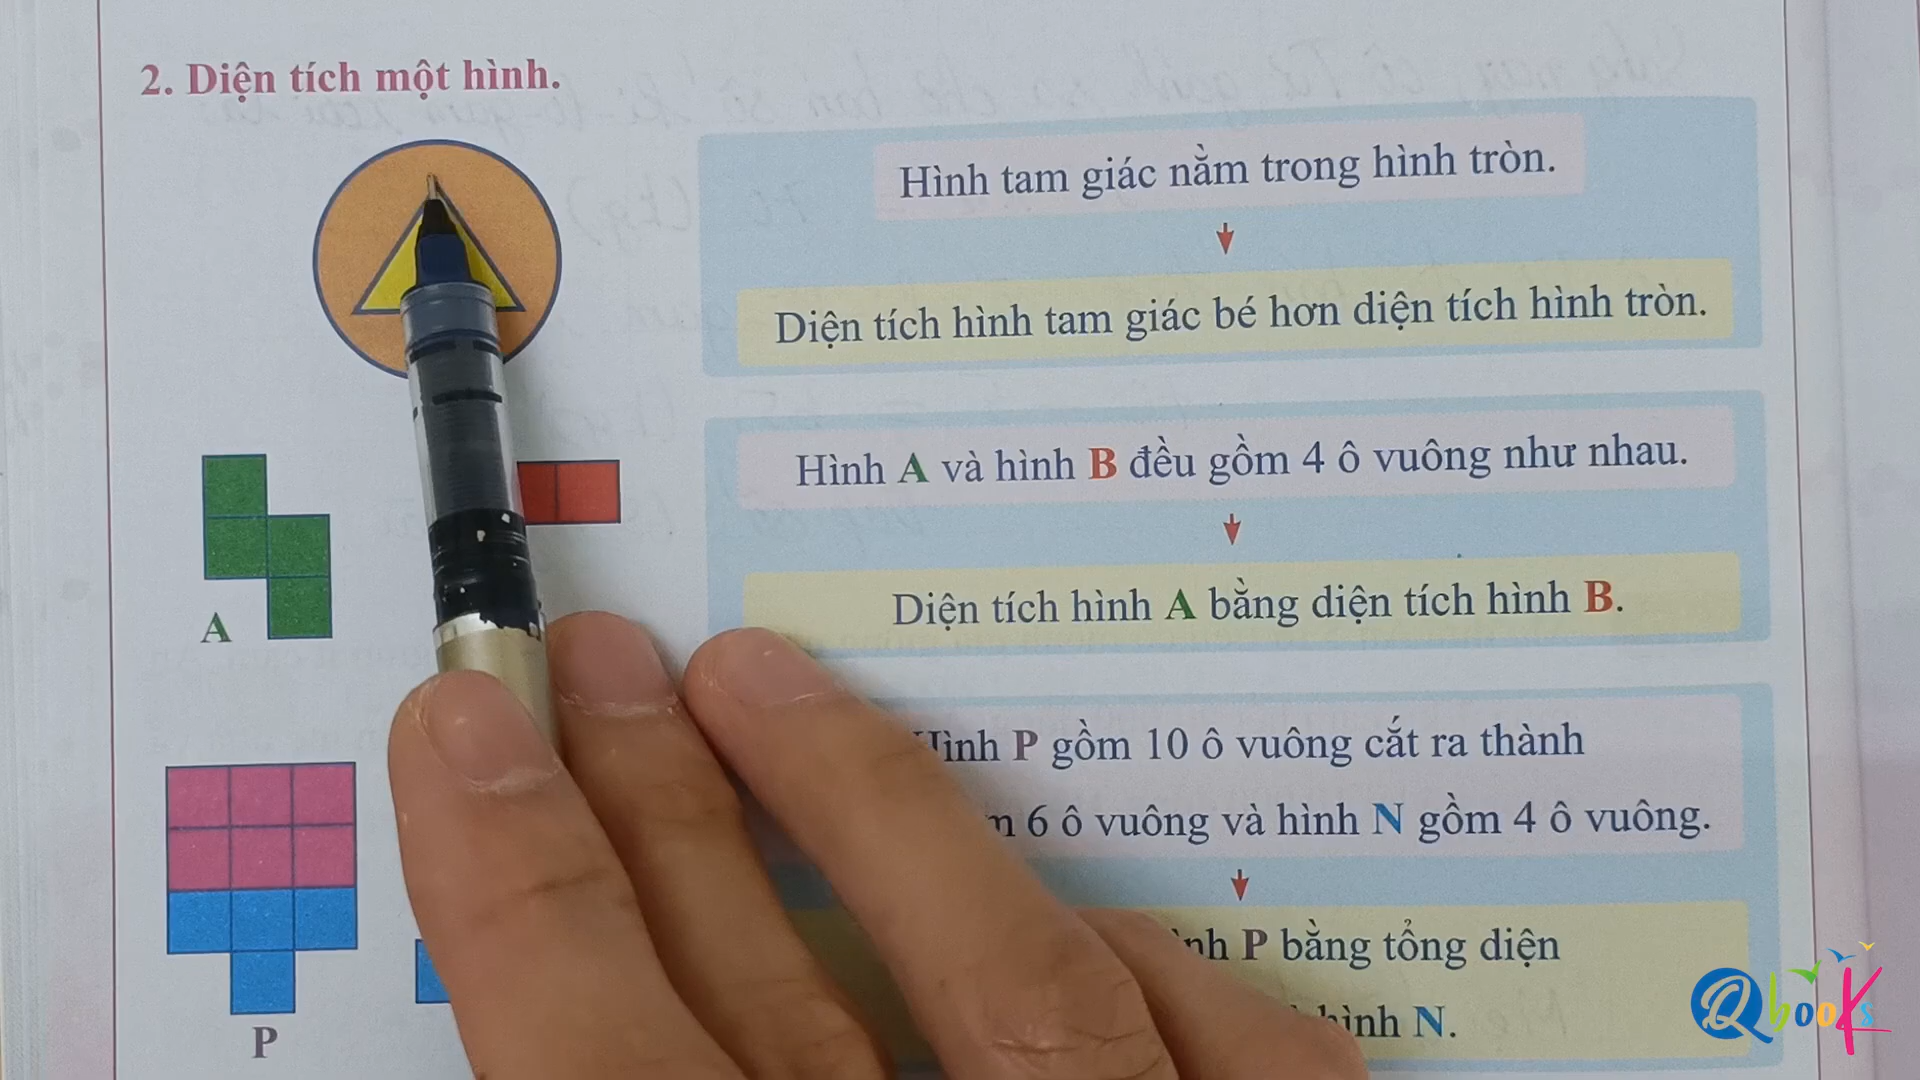 2. Diện tích một hình.
Hình tam giác nằm trong hình tròn.
Diện tích hình tam giác bé hơn diện tích hình tròn.
Hình A và hình B đều gồm 4 ô vuông như nhau.
Diện tích hình A bằng diện tích hình B.
A
P gồm 10 ô vuông cắt ra thành
6 ô vuông và hình N gồm 4 ô vuông.
P bằng tổng diện
hình N.
P
Qbooks